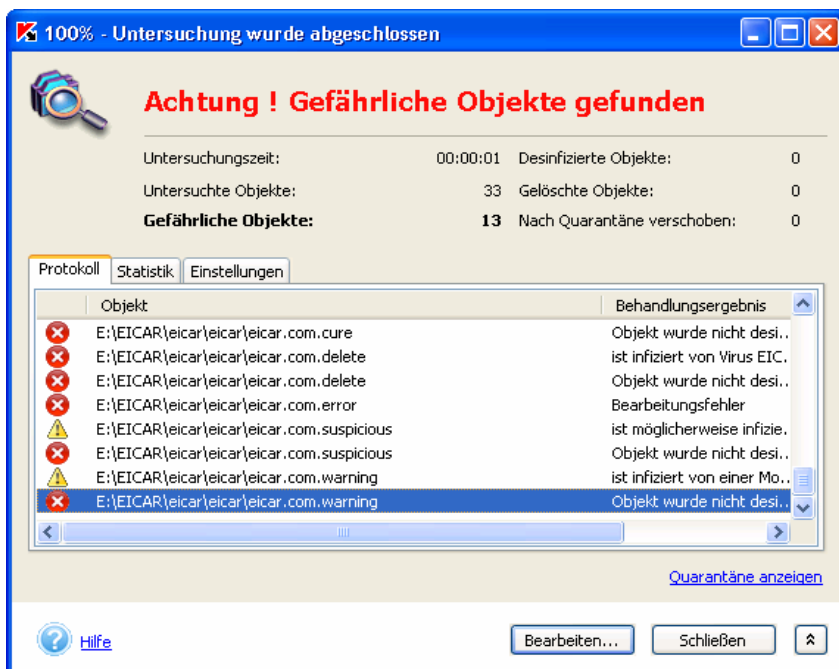 100% - Untersuchung wurde abgeschlossen
Achtung ! Gefährliche Objekte gefunden
Untersuchungszeit: 00:00:01 Desinfizierte Objekte: 0
Untersuchte Objekte: 33 Gelöschte Objekte: 0
Gefährliche Objekte: 13 Nach Quarantäne verschoben: 0
Protokoll Statistik Einstellungen
Objekt Behandlungsergebnis
E:\EICAR\eicar\eicar\eicar.com.cure Objekt wurde nicht desi..
E:\EICAR\eicar\eicar\eicar.com.delete ist infiziert von Virus EIC.
E:\EICAR\eicar\eicar\eicar.com.delete Objekt wurde nicht desi..
E:\EICAR\eicar\eicar\eicar.com.error Bearbeitungsfehler
E:\EICAR\eicar\eicar\eicar.com.suspicious ist möglicherweise infizie.
E:\EICAR\eicar\eicar\eicar.com.suspicious Objekt wurde nicht desi..
E:\EICAR\eicar\eicar\eicar.com.warning ist infiziert von einer Mo..
E:\EICAR\eicar\eicar\eicar.com.warning Objekt wurde nicht desi..
Quarantäne anzeigen
Hilfe Bearbeiten... Schließen